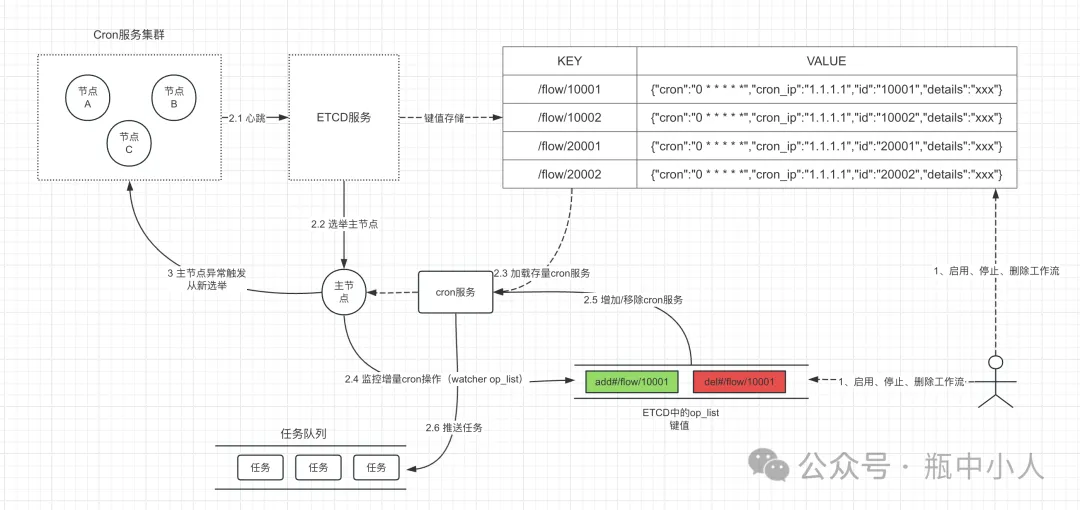 Cron服务集群
节点
A
节点
B
节点
C
2.1 心跳
ETCD服务
键值存储
KEY VALUE
/flow/10001 {"cron":"0 * * * * *","cron_ip":"1.1.1.1","id":"10001","details":"xxx"}
/flow/10002 {"cron":"0 * * * * *","cron_ip":"1.1.1.1","id":"10002","details":"xxx"}
/flow/20001 {"cron":"0 * * * * *","cron_ip":"1.1.1.1","id":"20001","details":"xxx"}
/flow/20002 {"cron":"0 * * * * *","cron_ip":"1.1.1.1","id":"20002","details":"xxx"}
2.2 选举主节点
3 主节点异常触发
从新选举
主节
点
cron服务
2.3 加载存量cron服务
2.5 增加/移除cron服务
1、启用、停止、删除工作流
2.4 监控增量cron操作（watcher op_list）
add#/flow/10001
del#/flow/10001
1、启用、停止、删除工作流
ETCD中的op_list
键值
2.6 推送任务
任务队列
任务
任务
任务
公众号 · 瓶中小人